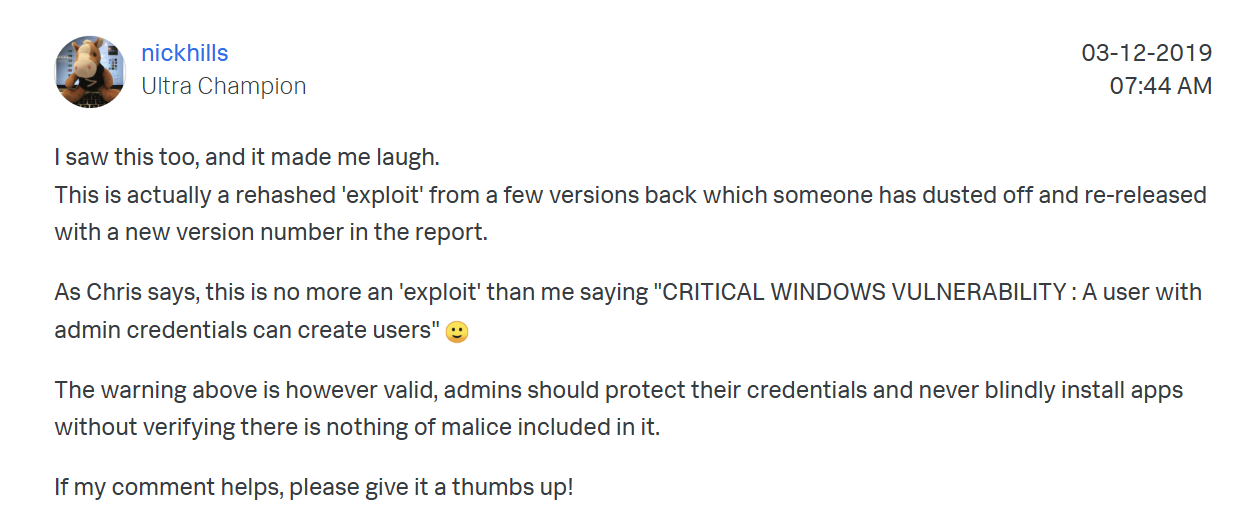 nickhills
Ultra Champion
03-12-2019
07:44 AM
I saw this too, and it made me laugh.
This is actually a rehashed 'exploit' from a few versions back which someone has dusted off and re-released
with a new version number in the report.
As Chris says, this is no more an 'exploit' than me saying "CRITICAL WINDOWS VULNERABILITY : A user with
admin credentials can create users" 🙂
The warning above is however valid, admins should protect their credentials and never blindly install apps
without verifying there is nothing of malice included in it.
If my comment helps, please give it a thumbs up!